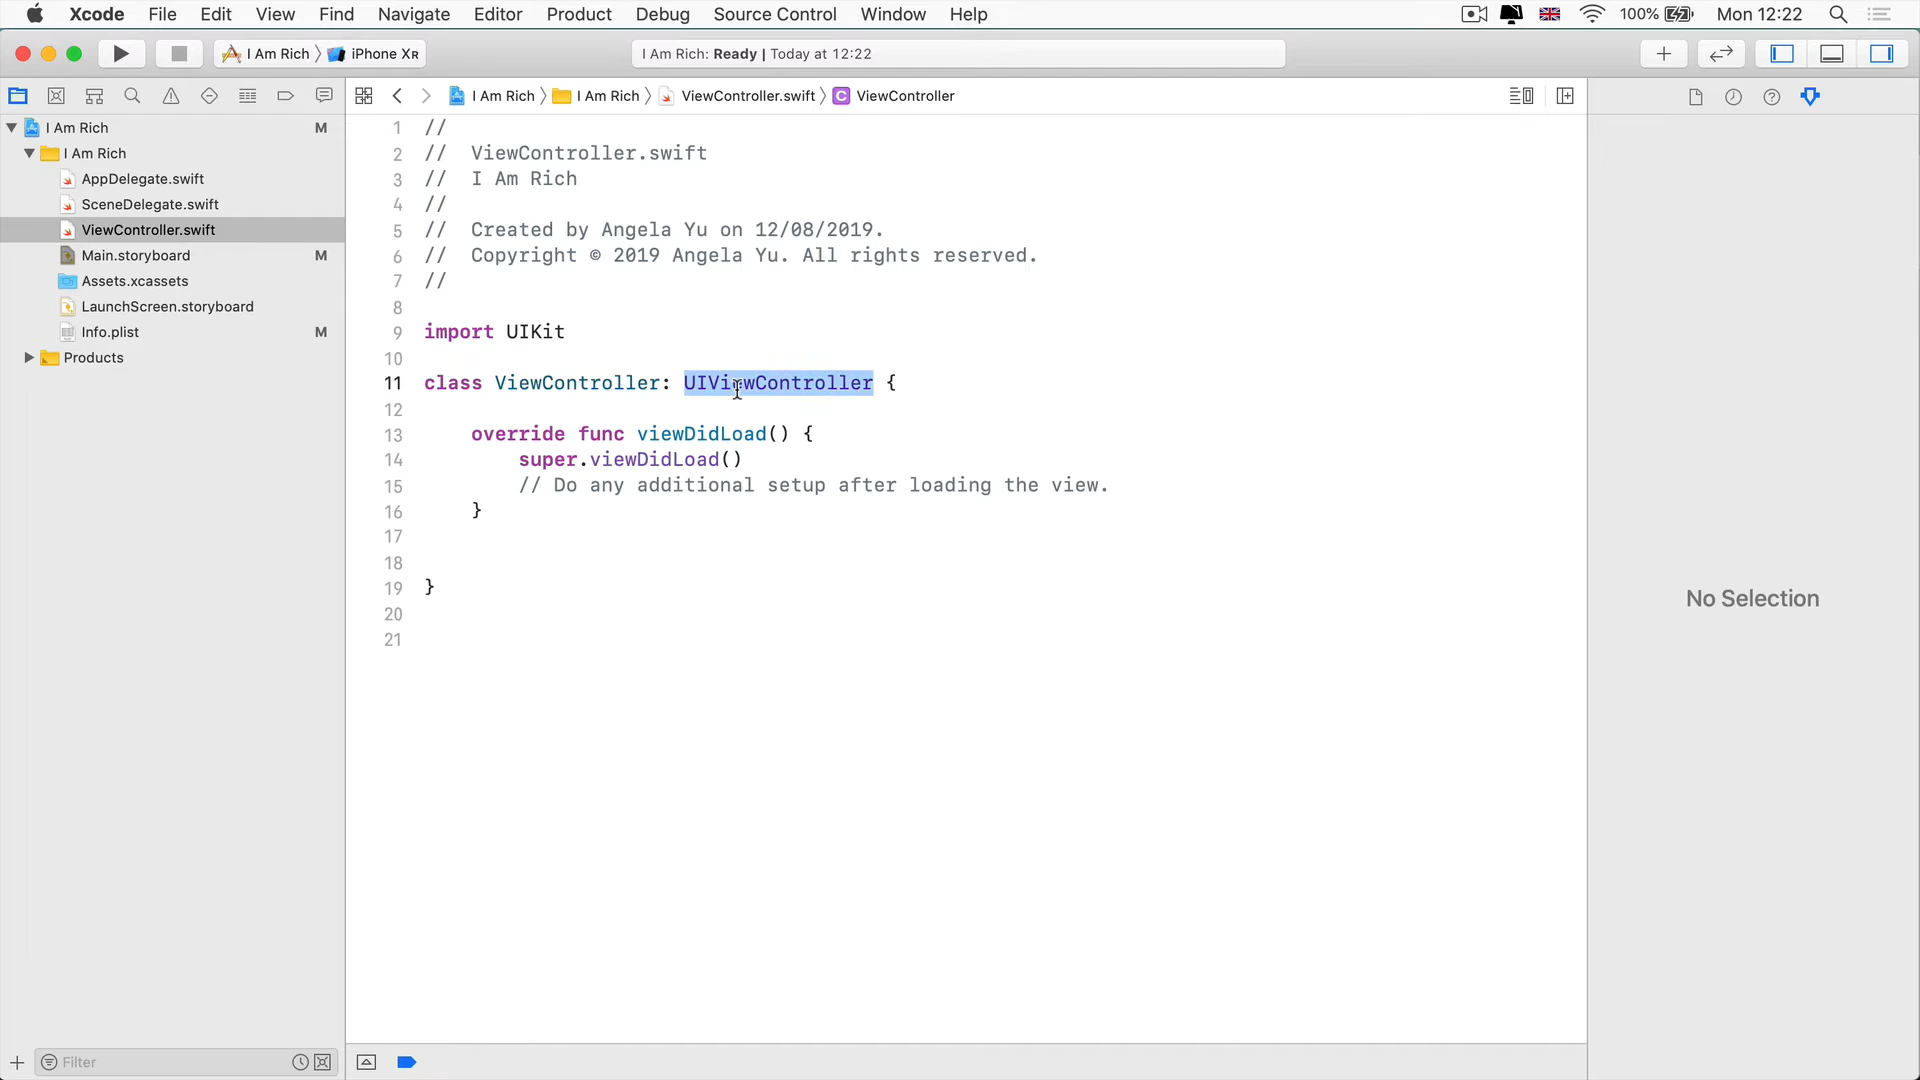 Xcode File Edit View Find Navigate Editor Product Debug Source Control Window Help 100% Mon 12:22
I Am Rich iPhone XR I Am Rich: Ready | Today at 12:22
I Am Rich I Am Rich ViewController.swift C ViewController
I Am Rich M
I Am Rich
AppDelegate.swift
SceneDelegate.swift
ViewController.swift
Main.storyboard M
Assets.xcassets
LaunchScreen.storyboard
Info.plist M
Products
1 //
2 // ViewController.swift
3 // I Am Rich
4 //
5 // Created by Angela Yu on 12/08/2019.
6 // Copyright © 2019 Angela Yu. All rights reserved.
7 //
8
9 import UIKit
10
11 class ViewController: UIViewController {
12
13 override func viewDidLoad() {
14 super.viewDidLoad()
15 // Do any additional setup after loading the view.
16 }
17
18
19 }
20
21
No Selection
Filter